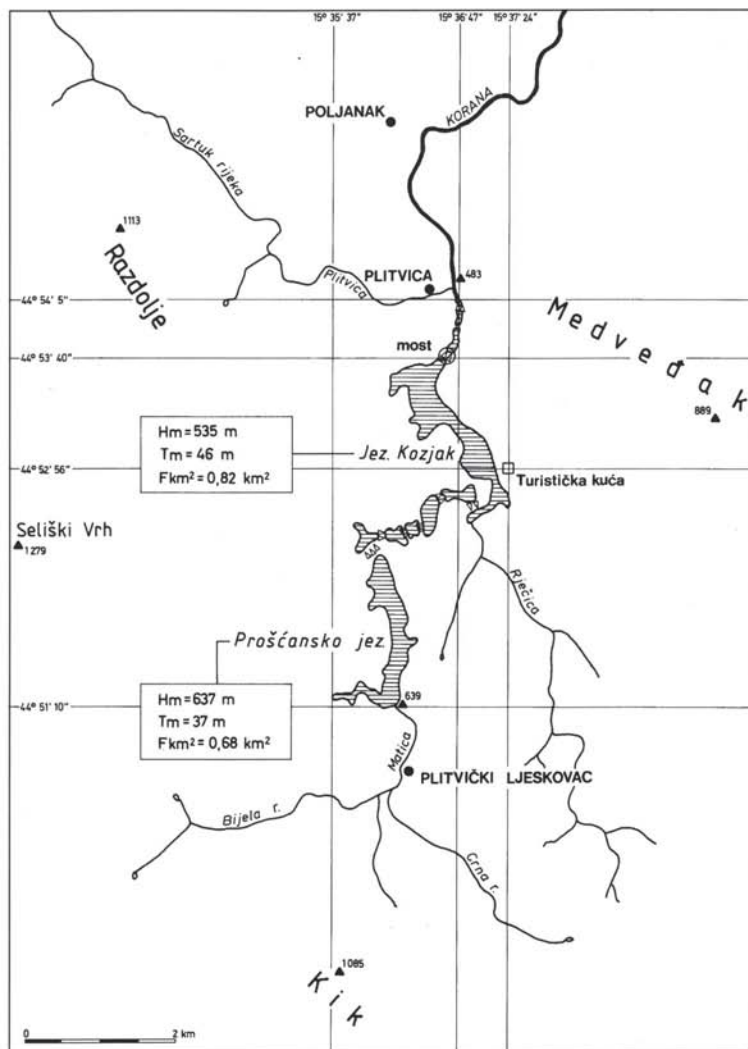 15° 35' 37"
15° 36' 47"
15° 37' 24"
KORANA
POLJANAK
Sartuk rijeka
1113
Razdolje
Plitvica
PLITVICA
483
44° 54' 5"
Medveđak
most
44° 53' 40"
889
Hm = 535 m
Tm = 46 m
Fkm² = 0,82 km²
Jez. Kozjak
44° 52' 56"
Turistička kuća
Seliški Vrh
1279
Rječica
Prošćansko jez.
Hm = 637 m
Tm = 37 m
Fkm² = 0,68 km²
639
44° 51' 10"
Matica
PLITVIČKI LJESKOVAC
Bijela r.
Crna r.
1085
Kik
0 2 km